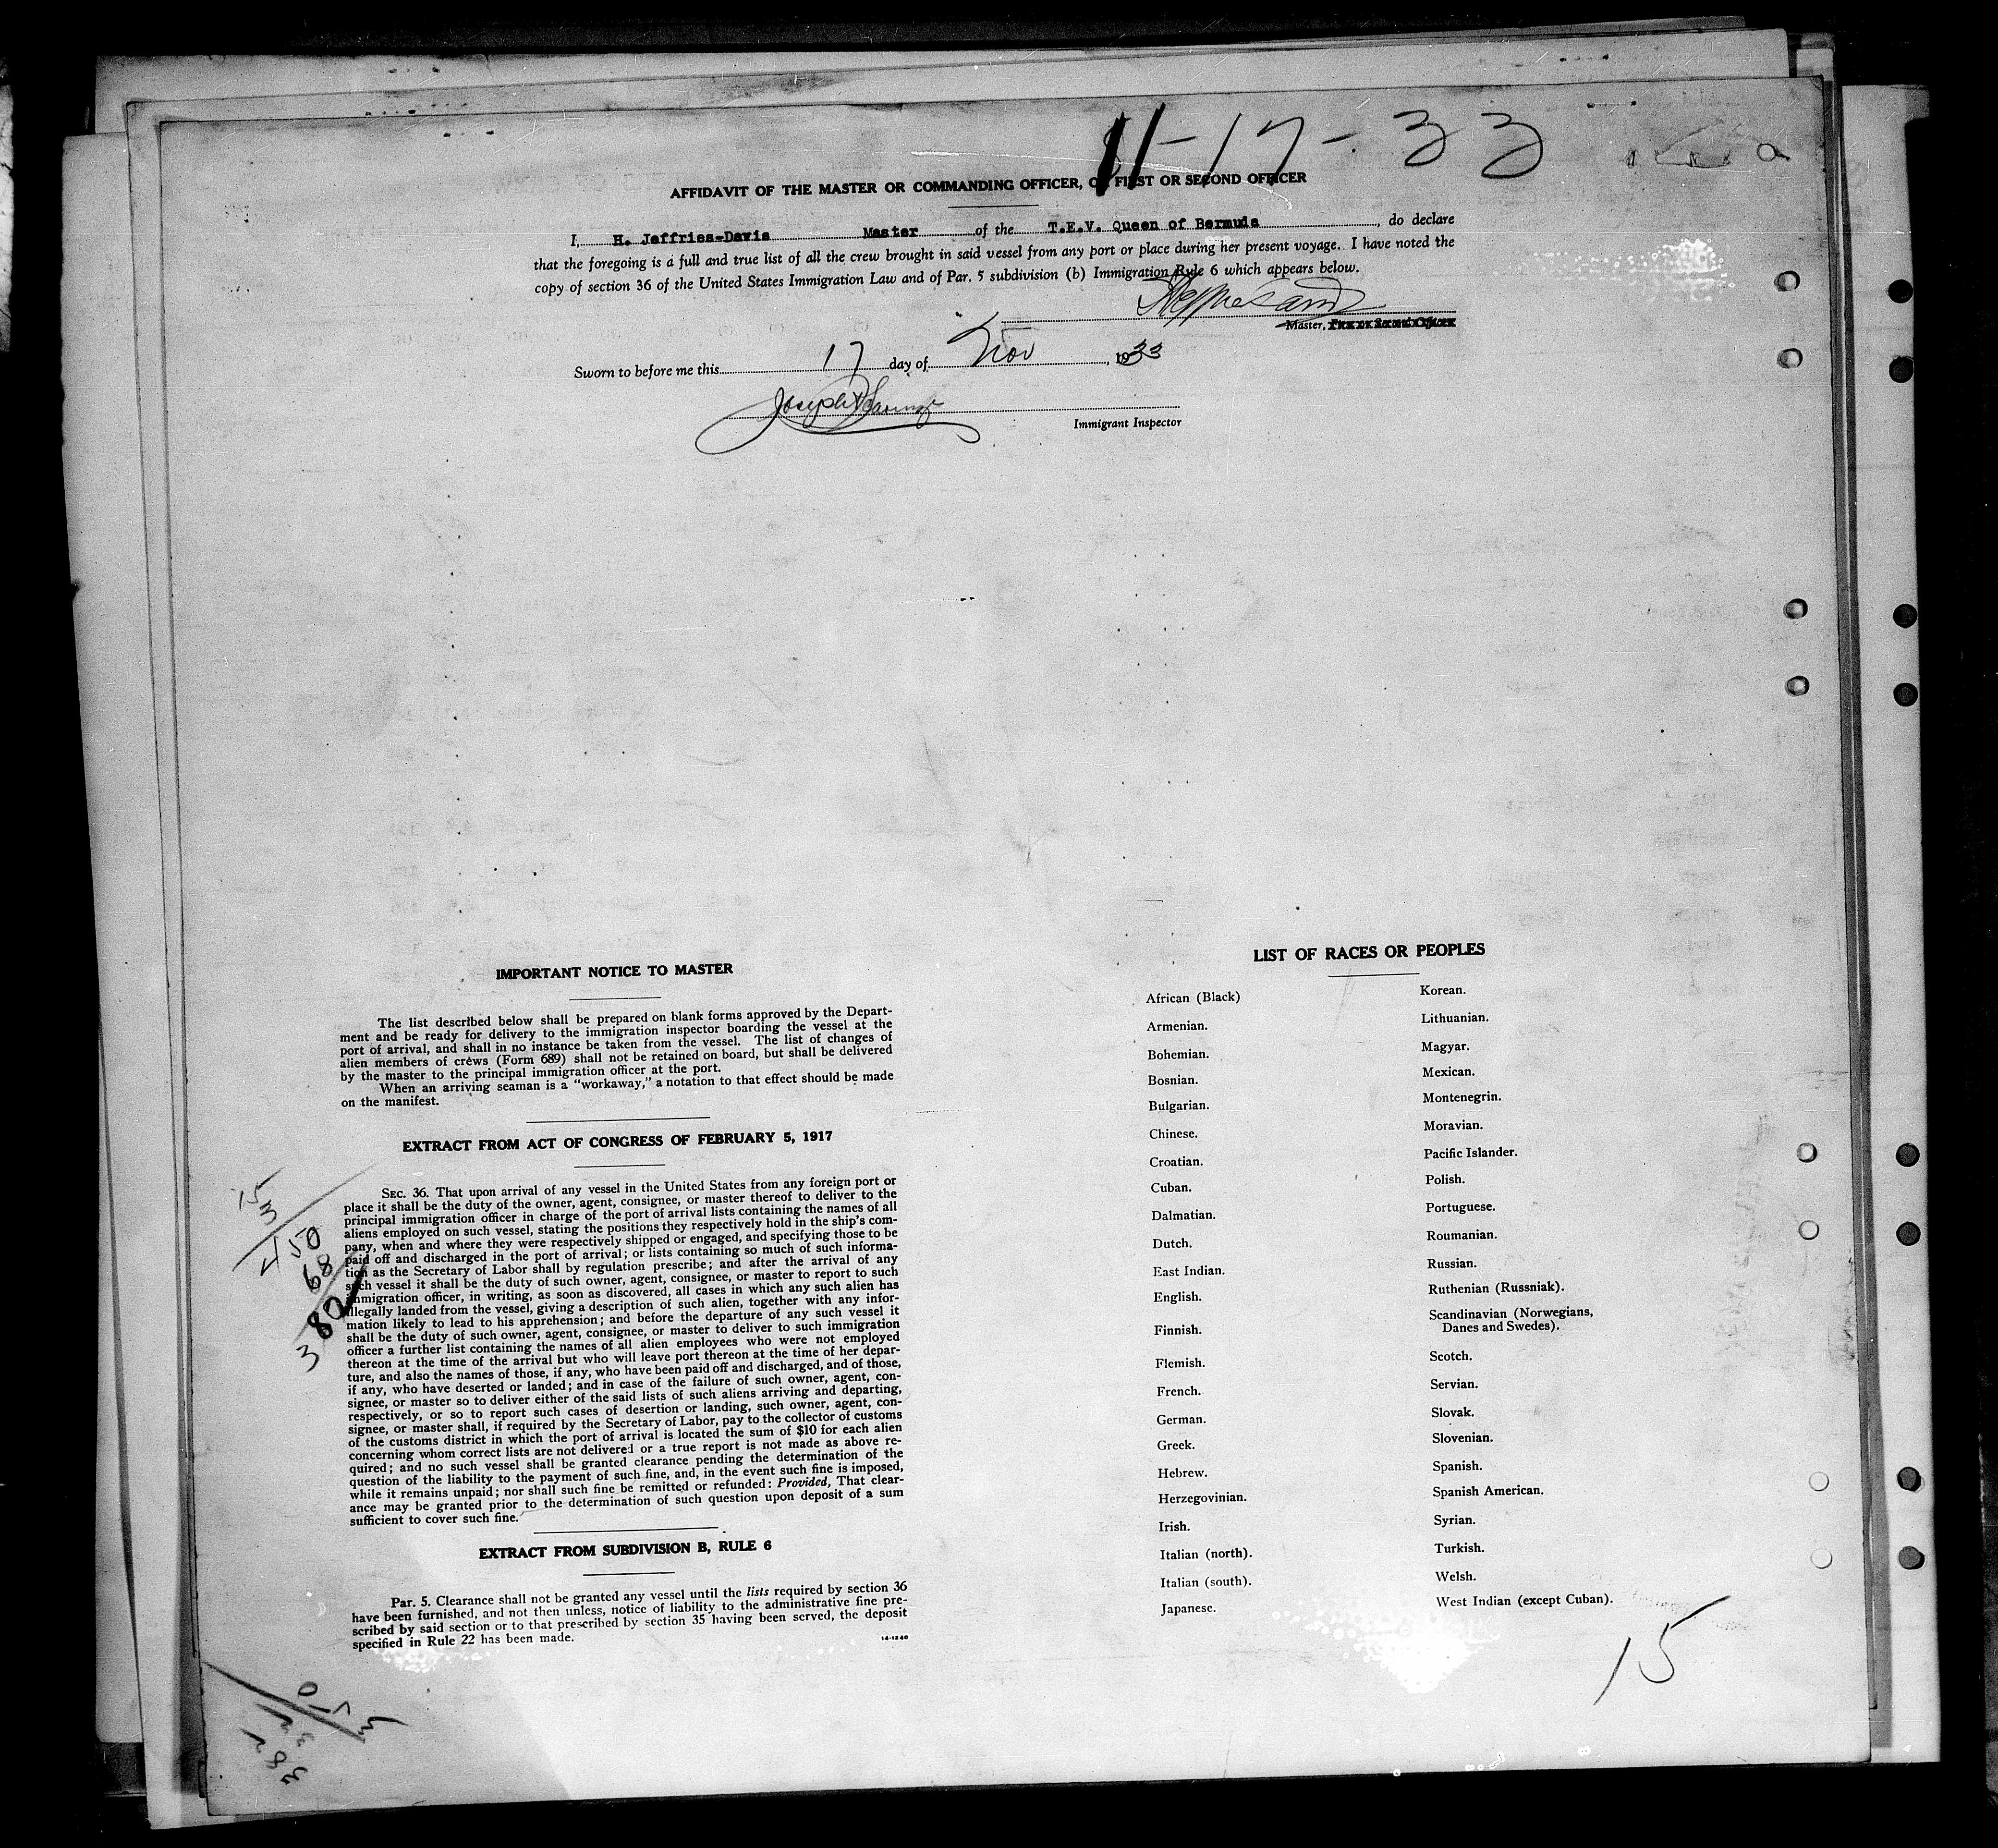 11-17-33
AFFIDAVIT OF THE MASTER OR COMMANDING OFFICER, OR FIRST OR SECOND OFFICER
I, H. Jeffries-Davis Master of the T.E.V. Queen of Bermuda, do declare
that the foregoing is a full and true list of all the crew brought in said vessel from any port or place during her present voyage. I have noted the
copy of section 36 of the United States Immigration Law and of Par. 5 subdivision (b) Immigration Rule 6 which appears below.
Master,
Sworn to before me this 17 day of Nov, 1933
Joseph
Immigrant Inspector
IMPORTANT NOTICE TO MASTER
The list described below shall be prepared on blank forms approved by the Depart-
ment and be ready for delivery to the immigration inspector boarding the vessel at the
port of arrival, and shall in no instance be taken from the vessel. The list of changes of
alien members of crews (Form 689) shall not be retained on board, but shall be delivered
by the master to the principal immigration officer at the port.
When an arriving seaman is a "workaway," a notation to that effect should be made
on the manifest.
EXTRACT FROM ACT OF CONGRESS OF FEBRUARY 5, 1917
SEC. 36. That upon arrival of any vessel in the United States from any foreign port or
place it shall be the duty of the owner, agent, consignee, or master thereof to deliver to the
principal immigration officer in charge of the port of arrival lists containing the names of all
aliens employed on such vessel, stating the positions they respectively hold in the ship's com-
pany, when and where they were respectively shipped or engaged, and specifying those to be
paid off and discharged in the port of arrival; or lists containing so much of such informa-
tion as the Secretary of Labor shall by regulation prescribe; and after the arrival of any
such vessel it shall be the duty of such owner, agent, consignee, or master to report to such
immigration officer, in writing, as soon as discovered, all cases in which any such alien has
illegally landed from the vessel, giving a description of such alien, together with any infor-
mation likely to lead to his apprehension; and before the departure of any such vessel it
shall be the duty of such owner, agent, consignee, or master to deliver to such immigration
officer a further list containing the names of all alien employees who were not employed
thereon at the time of the arrival but who will leave port thereon at the time of her depar-
ture, and also the names of those, if any, who have been paid off and discharged, and of those,
if any, who have deserted or landed; and in case of the failure of such owner, agent, con-
signee, or master so to deliver either of the said lists of such aliens arriving and departing,
respectively, or so to report such cases of desertion or landing, such owner, agent, con-
signee, or master shall, if required by the Secretary of Labor, pay to the collector of customs
of the customs district in which the port of arrival is located the sum of $10 for each alien
concerning whom correct lists are not delivered or a true report is not made as above re-
quired; and no such vessel shall be granted clearance pending the determination of the
question of the liability to the payment of such fine, and, in the event such fine is imposed,
while it remains unpaid; nor shall such fine be remitted or refunded: Provided, That clear-
ance may be granted prior to the determination of such question upon deposit of a sum
sufficient to cover such fine.
EXTRACT FROM SUBDIVISION B, RULE 6
Par. 5. Clearance shall not be granted any vessel until the lists required by section 36
have been furnished, and not then unless, notice of liability to the administrative fine pre-
scribed by said section or to that prescribed by section 35 having been served, the deposit
specified in Rule 22 has been made.
14-1240
LIST OF RACES OR PEOPLES
African (Black)
Armenian.
Bohemian.
Bosnian.
Bulgarian.
Chinese.
Croatian.
Cuban.
Dalmatian.
Dutch.
East Indian.
English.
Finnish.
Flemish.
French.
German.
Greek.
Hebrew.
Herzegovinian.
Irish.
Italian (north).
Italian (south).
Japanese.
Korean.
Lithuanian.
Magyar.
Mexican.
Montenegrin.
Moravian.
Pacific Islander.
Polish.
Portuguese.
Roumanian.
Russian.
Ruthenian (Russniak).
Scandinavian (Norwegians,
Danes and Swedes).
Scotch.
Servian.
Slovak.
Slovenian.
Spanish.
Spanish American.
Syrian.
Turkish.
Welsh.
West Indian (except Cuban).
15